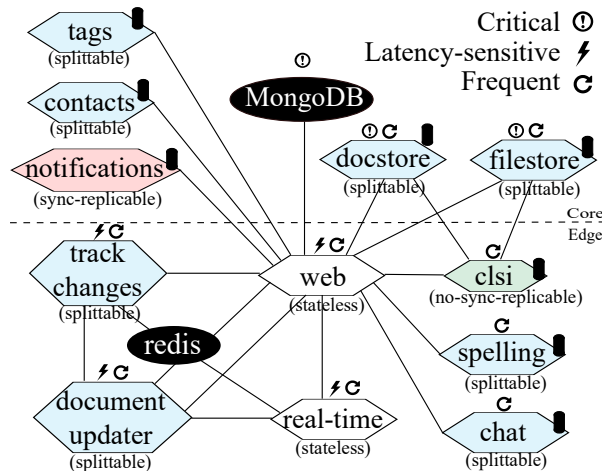 tags
(splittable)
contacts
(splittable)
notifications
(sync-replicable)
MongoDB
Critical
Latency-sensitive
Frequent
docstore
(splittable)
filestore
(splittable)
Core
Edge
track
changes
(splittable)
web
(stateless)
clsi
(no-sync-replicable)
redis
spelling
(splittable)
document
updater
(splittable)
real-time
(stateless)
chat
(splittable)